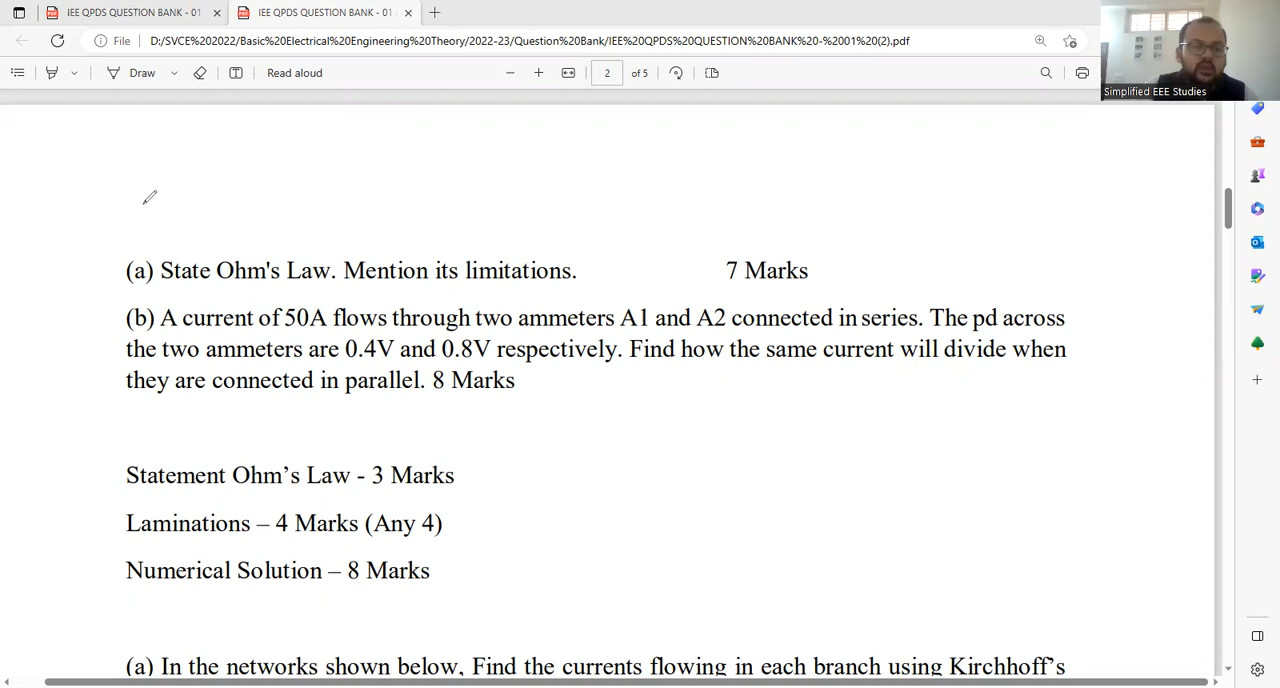 IEE QPDS QUESTION BANK - 01
IEE QPDS QUESTION BANK - 01
File
D:/SVCE%202022/Basic%20Electrical%20Engineering%20Theory/2022-23/Question%20Bank/IEE%20QPDS%20QUESTION%20BANK%20-%2001%20(2).pdf
Draw
Read aloud
2
of 5
Simplified EEE Studies
(a) State Ohm's Law. Mention its limitations. 7 Marks
(b) A current of 50A flows through two ammeters A1 and A2 connected in series. The pd across
the two ammeters are 0.4V and 0.8V respectively. Find how the same current will divide when
they are connected in parallel. 8 Marks
Statement Ohm’s Law - 3 Marks
Laminations – 4 Marks (Any 4)
Numerical Solution – 8 Marks
(a) In the networks shown below, Find the currents flowing in each branch using Kirchhoff’s